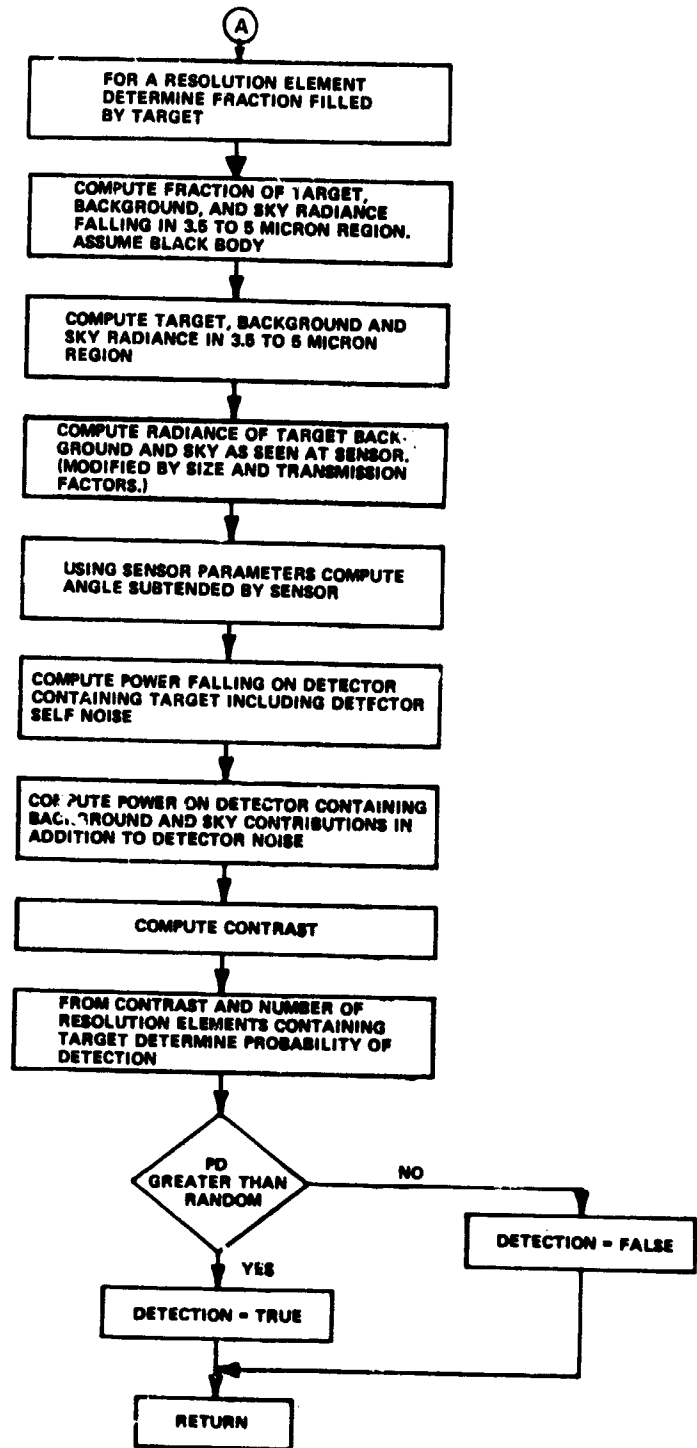 A
FOR A RESOLUTION ELEMENT
DETERMINE FRACTION FILLED
BY TARGET
COMPUTE FRACTION OF TARGET,
BACKGROUND, AND SKY RADIANCE
FALLING IN 3.5 TO 5 MICRON REGION.
ASSUME BLACK BODY
COMPUTE TARGET, BACKGROUND AND
SKY RADIANCE IN 3.5 TO 5 MICRON
REGION
COMPUTE RADIANCE OF TARGET BACK-
GROUND AND SKY AS SEEN AT SENSOR.
(MODIFIED BY SIZE AND TRANSMISSION
FACTORS.)
USING SENSOR PARAMETERS COMPUTE
ANGLE SUBTENDED BY SENSOR
COMPUTE POWER FALLING ON DETECTOR
CONTAINING TARGET INCLUDING DETECTOR
SELF NOISE
COMPUTE POWER ON DETECTOR CONTAINING
BACKGROUND AND SKY CONTRIBUTIONS IN
ADDITION TO DETECTOR NOISE
COMPUTE CONTRAST
FROM CONTRAST AND NUMBER OF
RESOLUTION ELEMENTS CONTAINING
TARGET DETERMINE PROBABILITY OF
DETECTION
PD
GREATER THAN
RANDOM
NO
DETECTION = FALSE
YES
DETECTION = TRUE
RETURN